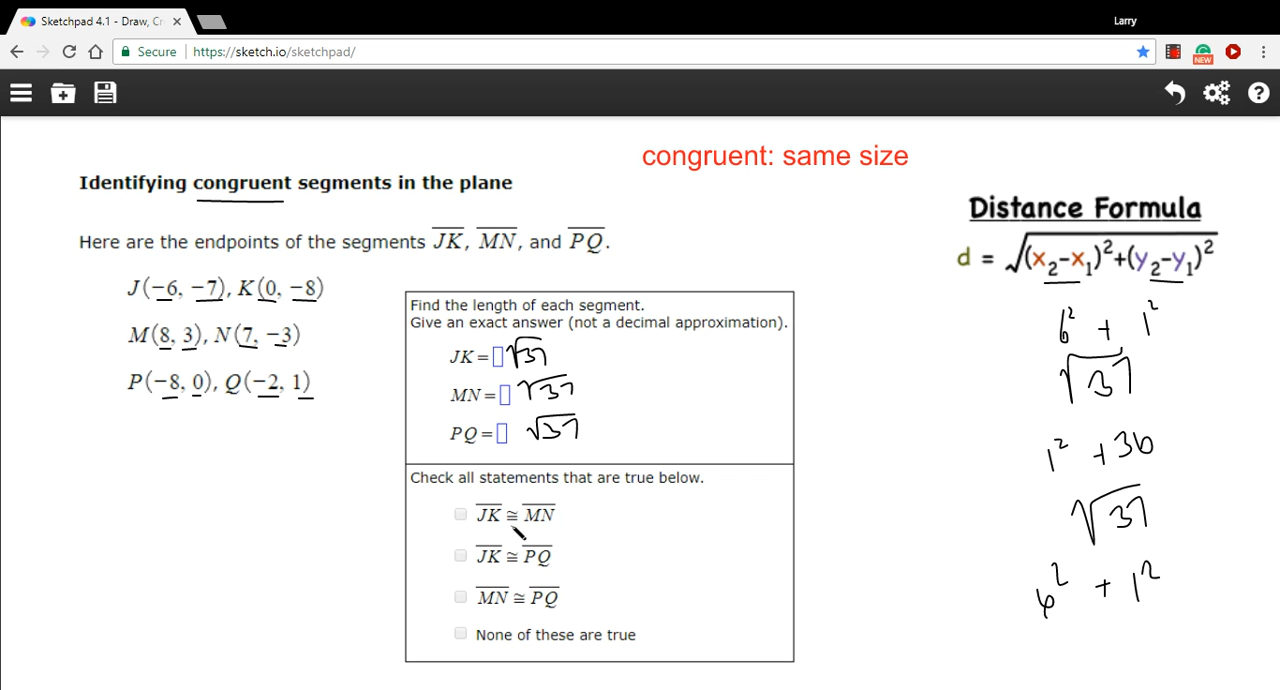 Sketchpad 4.1 - Draw, Cr
Larry
Secure | https://sketch.io/sketchpad/
NEW
congruent: same size
Identifying congruent segments in the plane
Distance Formula
d = √(x₂-x₁)²+(y₂-y₁)²
Here are the endpoints of the segments JK, MN, and PQ.
J(−6, −7), K(0, −8)
M(8, 3), N(7, −3)
P(−8, 0), Q(−2, 1)
Find the length of each segment.
Give an exact answer (not a decimal approximation).
JK = √37
MN = √37
PQ = √37
Check all statements that are true below.
JK ≅ MN
JK ≅ PQ
MN ≅ PQ
None of these are true
6² + 1²
√37
1² + 36
√37
6² + 1²